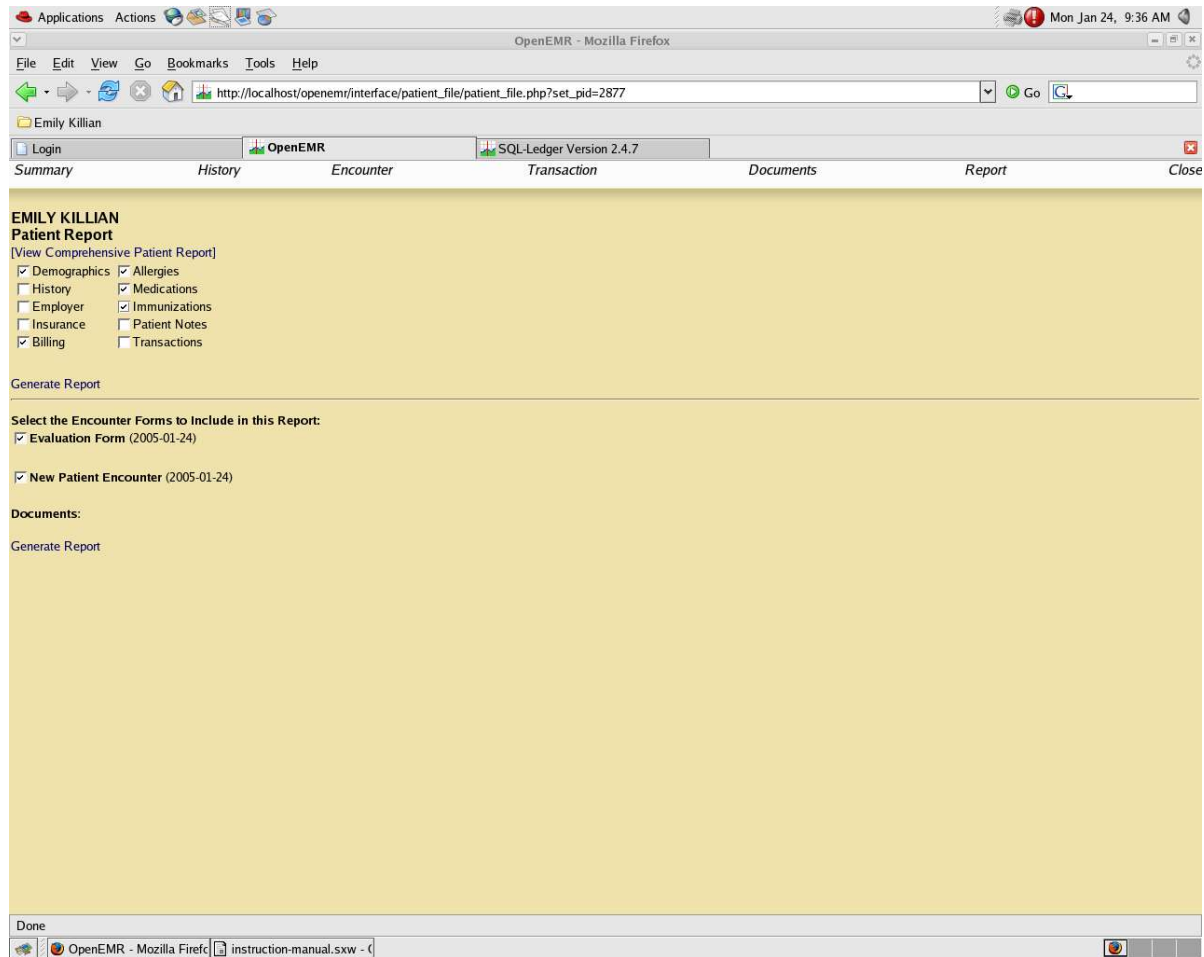 Applications Actions Mon Jan 24, 9:36 AM
OpenEMR - Mozilla Firefox
File Edit View Go Bookmarks Tools Help
http://localhost/openemr/interface/patient_file/patient_file.php?set_pid=2877 Go G
Emily Killian
Login OpenEMR SQL-Ledger Version 2.4.7
Summary History Encounter Transaction Documents Report Close
EMILY KILLIAN
Patient Report
[View Comprehensive Patient Report]
Demographics Allergies
History Medications
Employer Immunizations
Insurance Patient Notes
Billing Transactions
Generate Report
Select the Encounter Forms to Include in this Report:
Evaluation Form (2005-01-24)
New Patient Encounter (2005-01-24)
Documents:
Generate Report
Done
OpenEMR - Mozilla Firefo instruction-manual.sxw - O